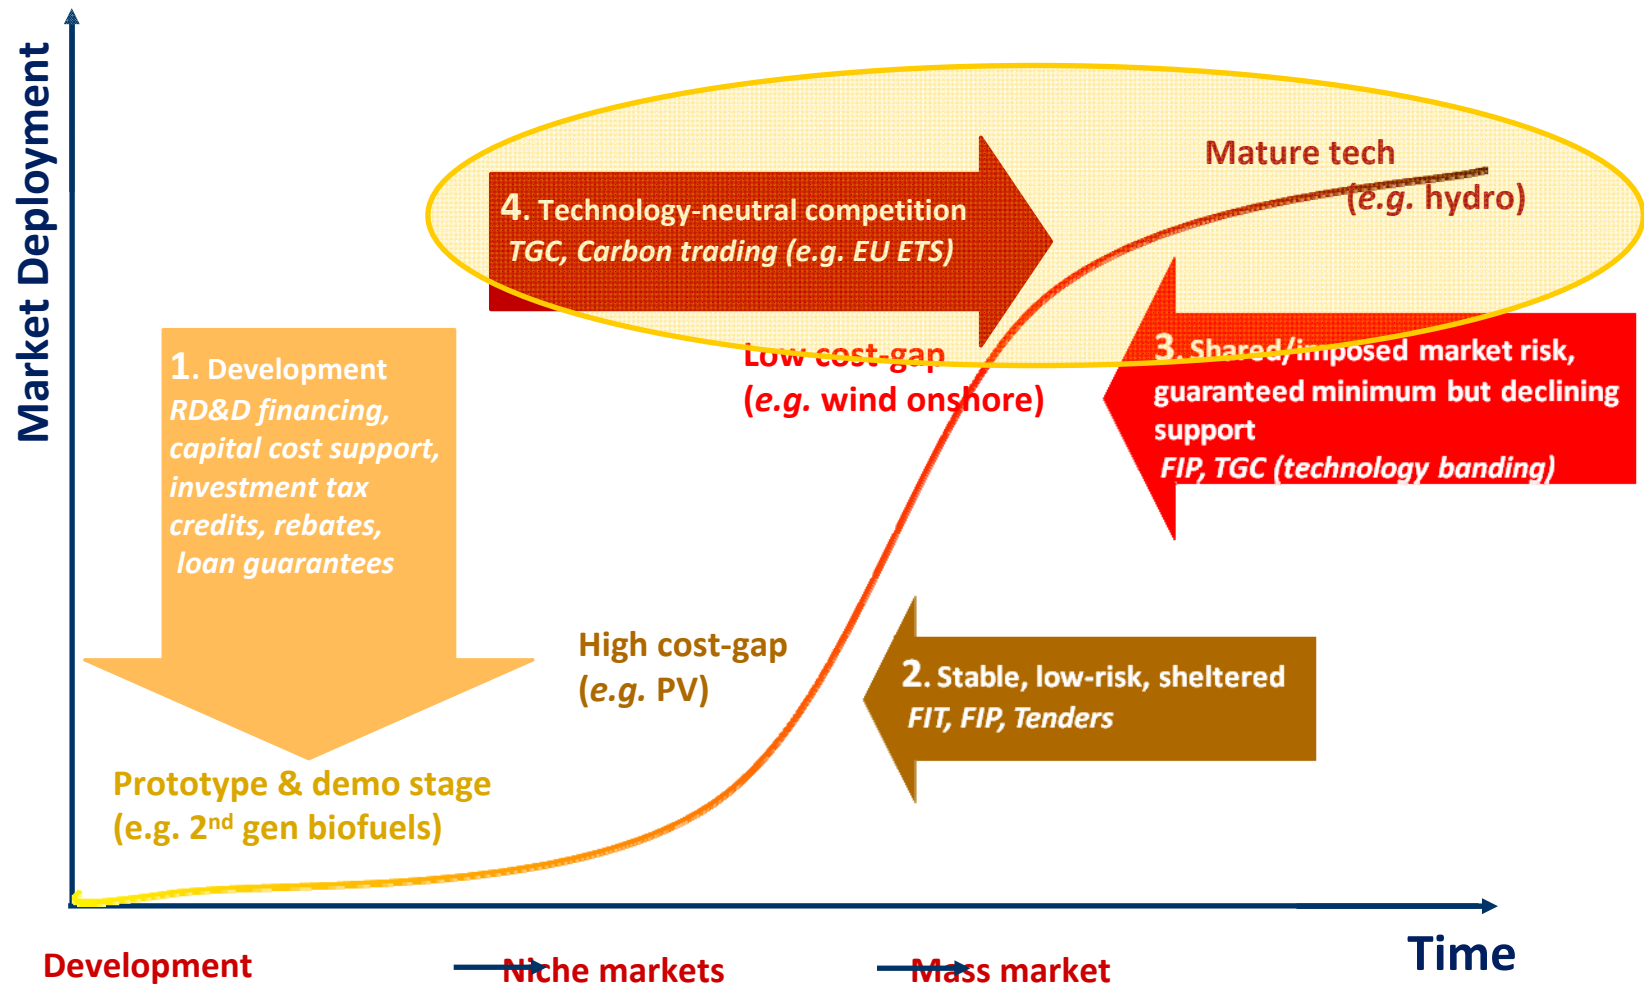 Market Deployment
Mature tech
(e.g. hydro)
4. Technology-neutral competition
TGC, Carbon trading (e.g. EU ETS)
Low cost-gap
(e.g. wind onshore)
3. Shared/imposed market risk,
guaranteed minimum but declining
support
FIP, TGC (technology banding)
1. Development
RD&D financing,
capital cost support,
investment tax
credits, rebates,
loan guarantees
High cost-gap
(e.g. PV)
2. Stable, low-risk, sheltered
FIT, FIP, Tenders
Prototype & demo stage
(e.g. 2nd gen biofuels)
Time
Development
Niche markets
Mass market